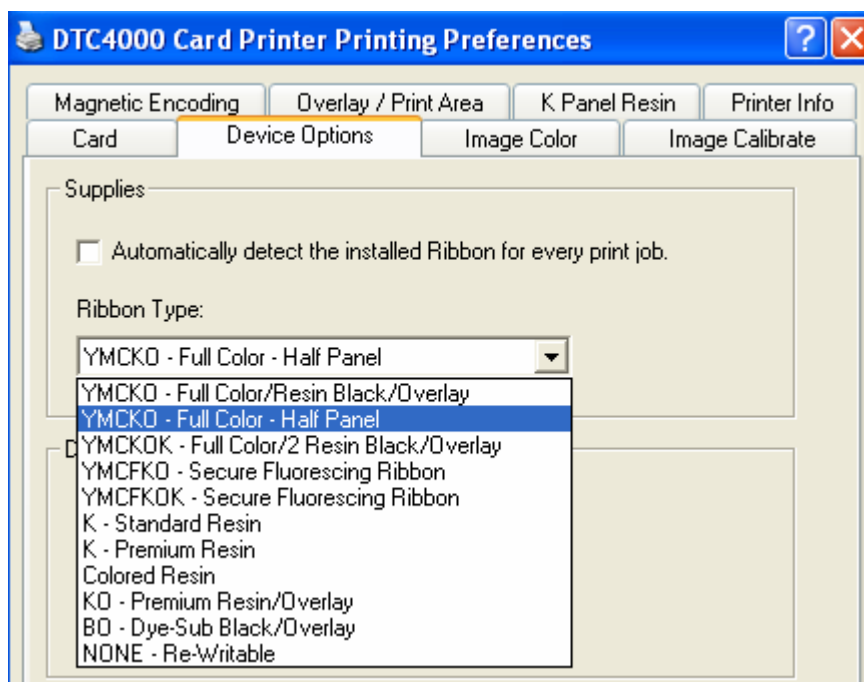 DTC4000 Card Printer Printing Preferences
Magnetic Encoding Overlay / Print Area K Panel Resin Printer Info
Card Device Options Image Color Image Calibrate
Supplies
Automatically detect the installed Ribbon for every print job.
Ribbon Type:
YMCKO - Full Color - Half Panel
YMCKO - Full Color/Resin Black/Overlay
YMCKO - Full Color - Half Panel
YMCKOK - Full Color/2 Resin Black/Overlay
YMCFKO - Secure Fluorescing Ribbon
YMCFKOK - Secure Fluorescing Ribbon
K - Standard Resin
K - Premium Resin
Colored Resin
KO - Premium Resin/Overlay
BO - Dye-Sub Black/Overlay
NONE - Re-Writable